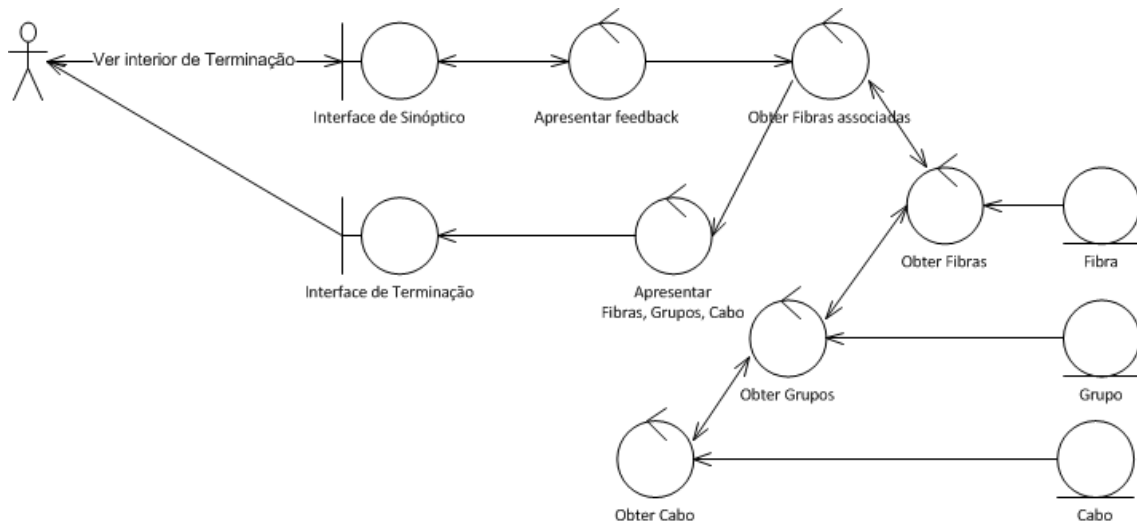 Ver interior de Terminação
Interface de Sinóptico
Apresentar feedback
Obter Fibras associadas
Obter Fibras
Fibra
Interface de Terminação
Apresentar
Fibras, Grupos, Cabo
Obter Grupos
Grupo
Obter Cabo
Cabo